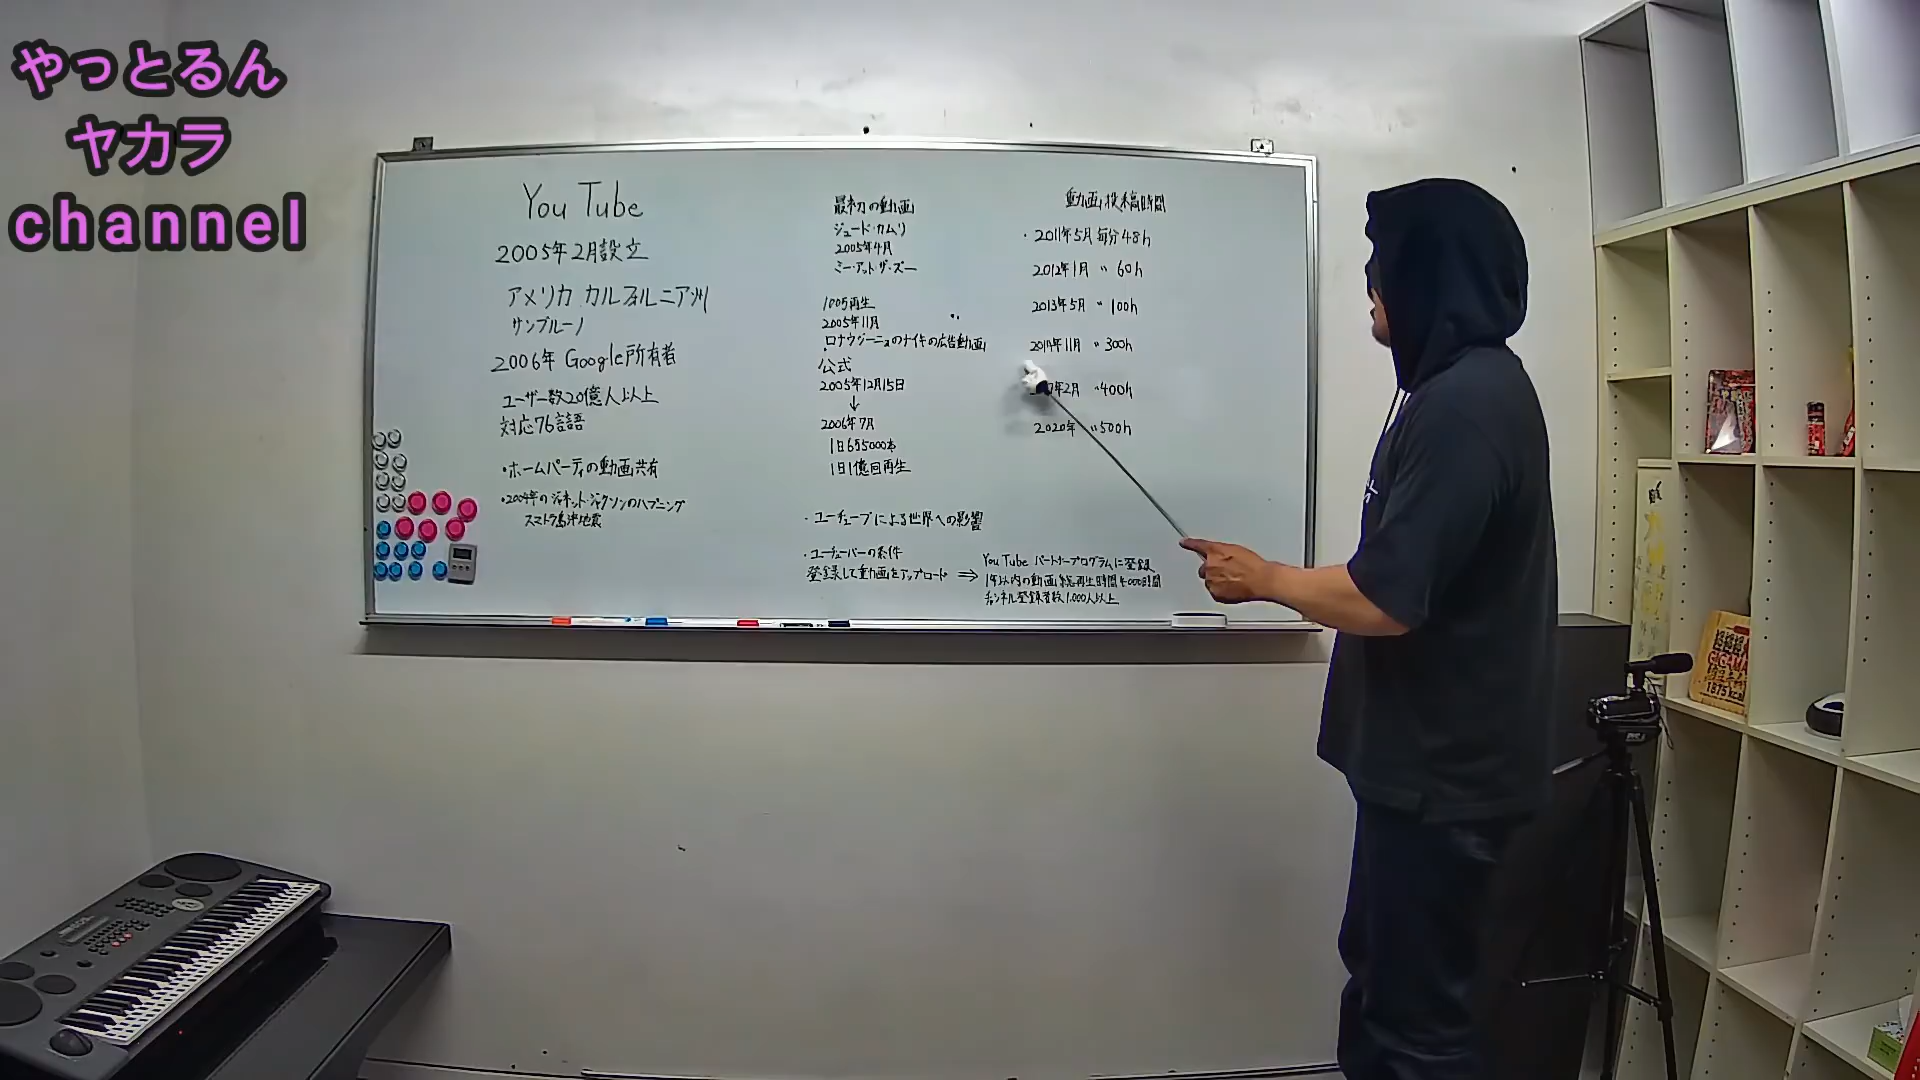 やっとるん
ヤカラ
channel
YouTube
2005年2月設立
アメリカ カルフォルニア州
サンブルーノ
2006年 Google所有者
ユーザー数20億人以上
対応76言語
・ホームパーティの動画共有
・2004年のジャネット・ジャクソンのハプニング
スマトラ島沖地震
最初の動画
ジョード・カムリ
2005年4月
ミー・アット・ザ・ズー
再生
2005年11月
ロナウジーニョのナイキの広告動画
公式
2005年12月15日
↓
2006年7月
1日655000本
1日1億回再生
・ユーチューブによる世界への影響
・ユーチューバーの条件
登録して動画をアップロード ⇒
YouTube パートナープログラムに登録
1年以内の動画総再生時間4000時間
チャンネル登録者数1.000人以上
動画投稿時間
・2011年5月毎分48h
2012年1月 〃 60h
2013年5月 〃 100h
2014年11月 〃 300h
年2月 〃400h
2020年 〃500h
1875